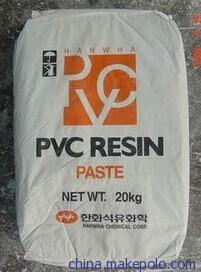 HANWHA
PVC
PVC RESIN
PASTE
NET WT. 20kg
한화석유화학
HANWHA CHEMICAL CORP.
china.makepolo.com